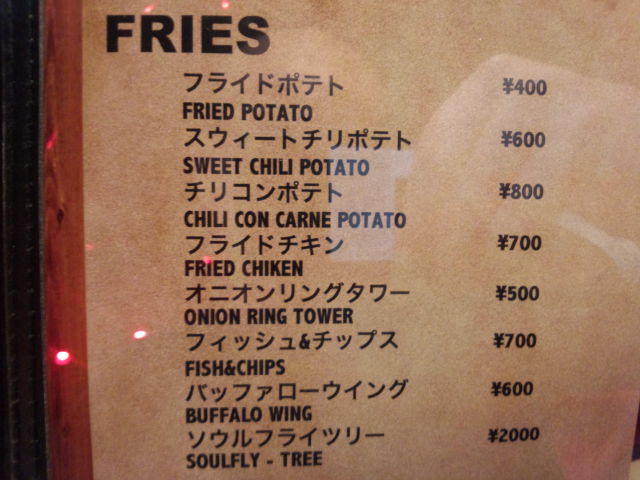 FRIES
フライドポテト ¥400
FRIED POTATO
スウィートチリポテト ¥600
SWEET CHILI POTATO
チリコンポテト ¥800
CHILI CON CARNE POTATO
フライドチキン ¥700
FRIED CHIKEN
オニオンリングタワー ¥500
ONION RING TOWER
フィッシュ&チップス ¥700
FISH&CHIPS
バッファローウイング ¥600
BUFFALO WING
ソウルフライツリー ¥2000
SOULFLY - TREE